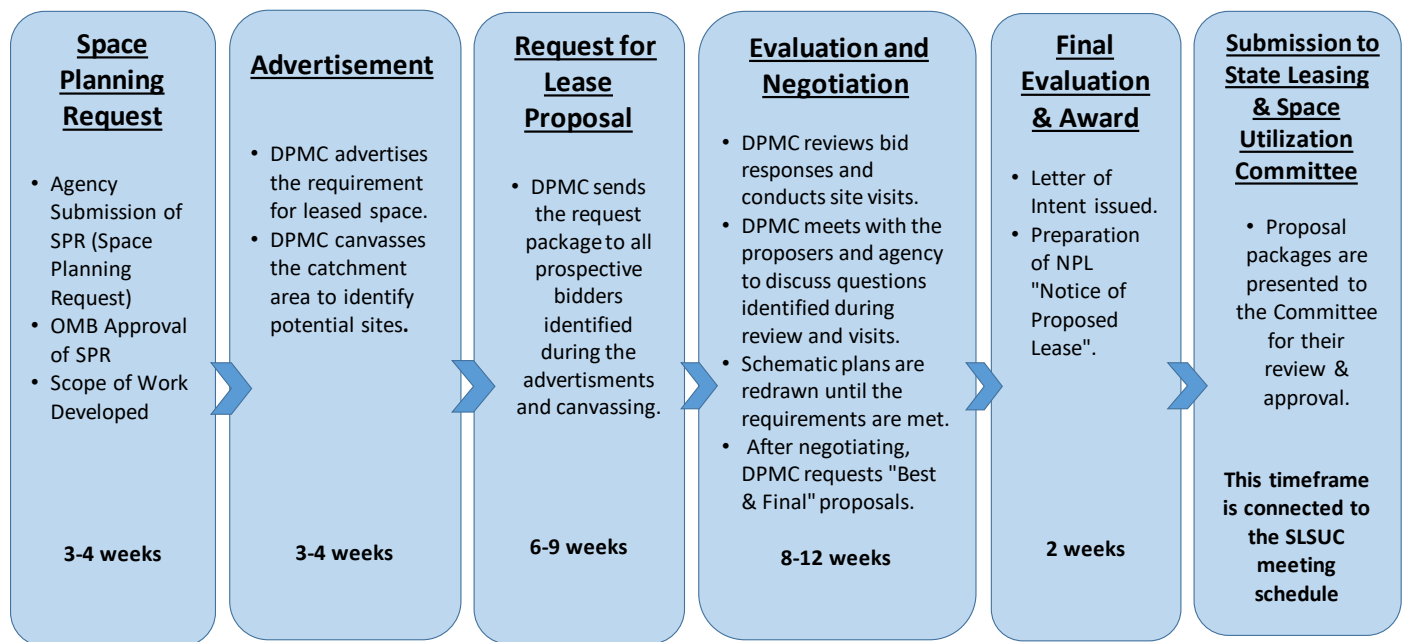 Space
Planning
Request
• Agency
Submission of
SPR (Space
Planning
Request)
• OMB Approval
of SPR
• Scope of Work
Developed
3-4 weeks
Advertisement
• DPMC advertises
the requirement
for leased space.
• DPMC canvasses
the catchment
area to identify
potential sites.
3-4 weeks
Request for
Lease
Proposal
• DPMC sends
the request
package to all
prospective
bidders
identified
during the
advertisments
and canvassing.
6-9 weeks
Evaluation and
Negotiation
• DPMC reviews bid
responses and
conducts site visits.
• DPMC meets with the
proposers and agency
to discuss questions
identified during
review and visits.
• Schematic plans are
redrawn until the
requirements are met.
• After negotiating,
DPMC requests "Best
& Final" proposals.
8-12 weeks
Final
Evaluation
& Award
• Letter of
Intent issued.
• Preparation
of NPL
"Notice of
Proposed
Lease".
2 weeks
Submission to
State Leasing
& Space
Utilization
Committee
• Proposal
packages are
presented to
the Committee
for their
review &
approval.
This timeframe
is connected to
the SLSUC
meeting
schedule